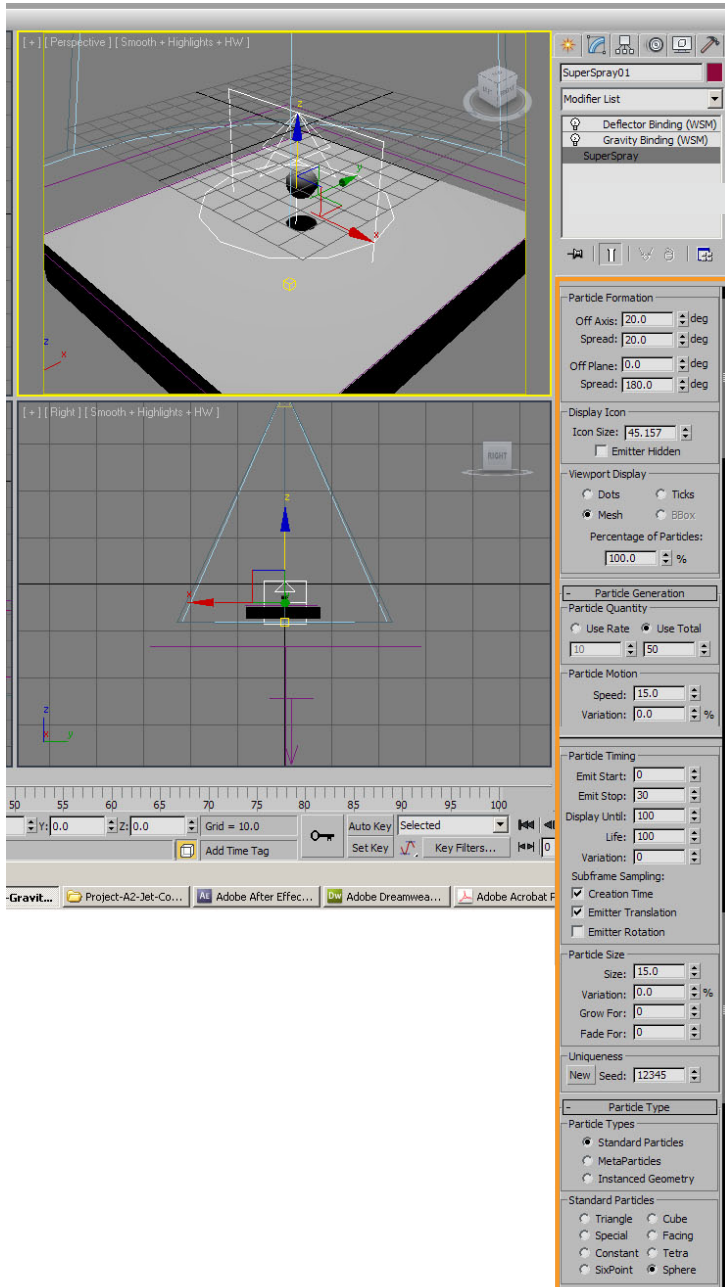 [ + ] [ Perspective ] [ Smooth + Highlights + HW ]
z
y
x
z
x
[ + ] [ Right ] [ Smooth + Highlights + HW ]
RIGHT
z
x
z
x
y
50 55 60 65 70 75 80 85 90 95 100
Y: 0.0 Z: 0.0 Grid = 10.0 Auto Key Selected
Add Time Tag Set Key Key Filters... 0
-Gravit... Project-A2-Jet-Co... AE Adobe After Effec... Dw Adobe Dreamwea... Adobe Acrobat P
SuperSpray01
Modifier List
Deflector Binding (WSM)
Gravity Binding (WSM)
SuperSpray
Particle Formation
Off Axis: 20.0 deg
Spread: 20.0 deg
Off Plane: 0.0 deg
Spread: 180.0 deg
Display Icon
Icon Size: 45.157
Emitter Hidden
Viewport Display
Dots Ticks
Mesh BBox
Percentage of Particles:
100.0 %
- Particle Generation
Particle Quantity
Use Rate Use Total
10 50
Particle Motion
Speed: 15.0
Variation: 0.0 %
Particle Timing
Emit Start: 0
Emit Stop: 30
Display Until: 100
Life: 100
Variation: 0
Subframe Sampling:
Creation Time
Emitter Translation
Emitter Rotation
Particle Size
Size: 15.0
Variation: 0.0 %
Grow For: 0
Fade For: 0
Uniqueness
New Seed: 12345
- Particle Type
Particle Types
Standard Particles
MetaParticles
Instanced Geometry
Standard Particles
Triangle Cube
Special Facing
Constant Tetra
SixPoint Sphere